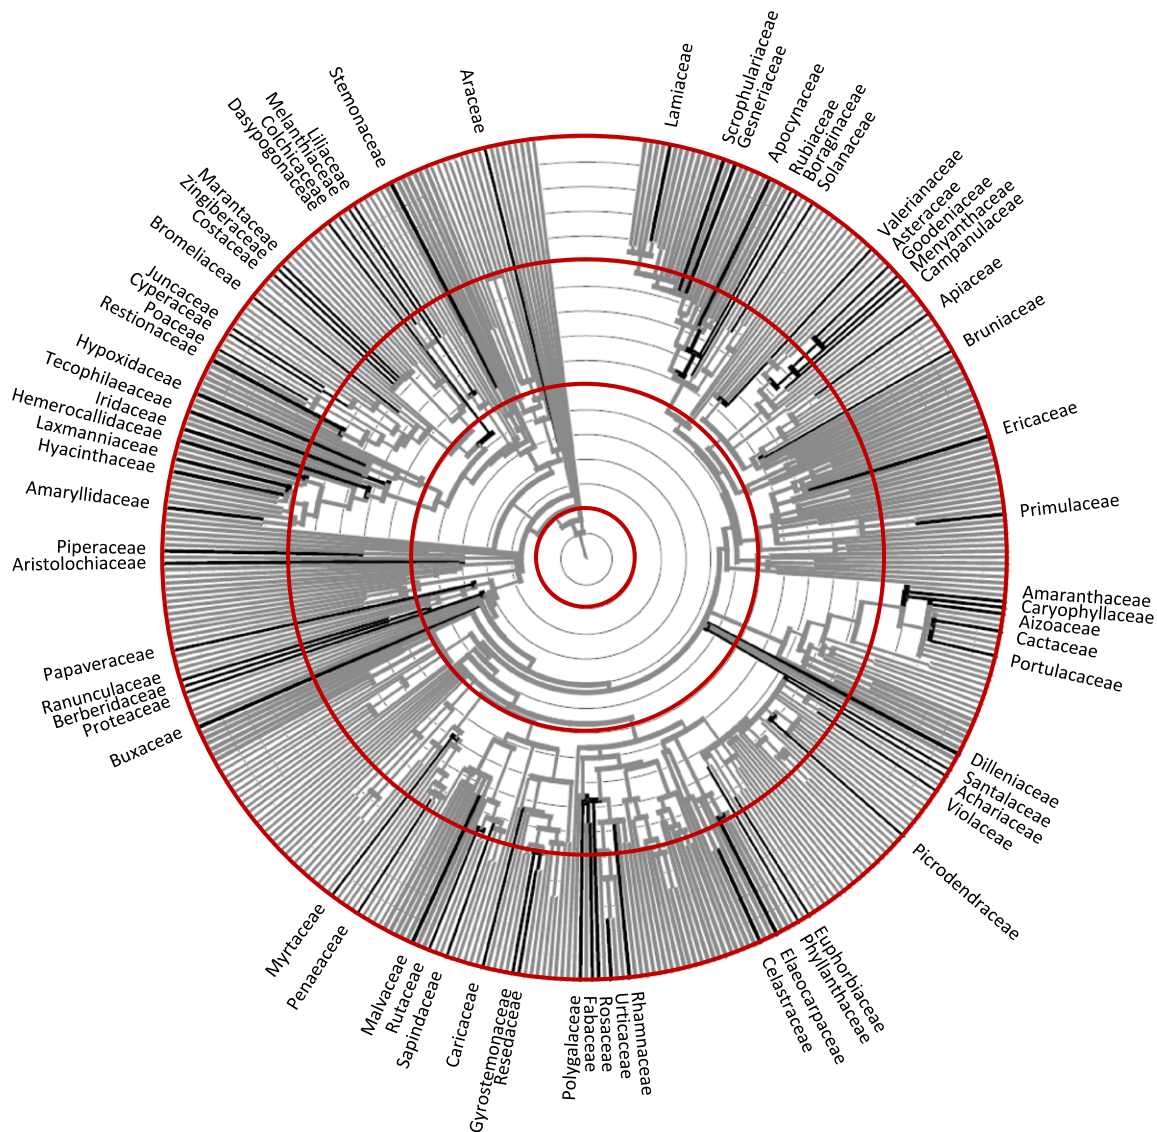 Lamiaceae
Scrophulariaceae
Gesneriaceae
Apocynaceae
Rubiaceae
Boraginaceae
Solanaceae
Valerianaceae
Asteraceae
Goodeniaceae
Menyanthaceae
Campanulaceae
Apiaceae
Bruniaceae
Ericaceae
Primulaceae
Amaranthaceae
Caryophyllaceae
Aizoaceae
Cactaceae
Portulacaceae
Dilleniaceae
Santalaceae
Achariaceae
Violaceae
Picrodendraceae
Euphorbiaceae
Phyllanthaceae
Elaeocarpaceae
Celastraceae
Rhamnaceae
Urticaceae
Rosaceae
Fabaceae
Polygalaceae
Resedaceae
Gyrostemonaceae
Caricaceae
Sapindaceae
Rutaceae
Malvaceae
Penaeaceae
Myrtaceae
Buxaceae
Proteaceae
Berberidaceae
Ranunculaceae
Papaveraceae
Aristolochiaceae
Piperaceae
Amaryllidaceae
Hyacinthaceae
Laxmanniaceae
Hemerocallidaceae
Iridaceae
Tecophilaeaceae
Hypoxidaceae
Restionaceae
Poaceae
Cyperaceae
Juncaceae
Bromeliaceae
Costaceae
Zingiberaceae
Marantaceae
Dasypogonaceae
Colchicaceae
Melanthiaceae
Liliaceae
Stemonaceae
Araceae